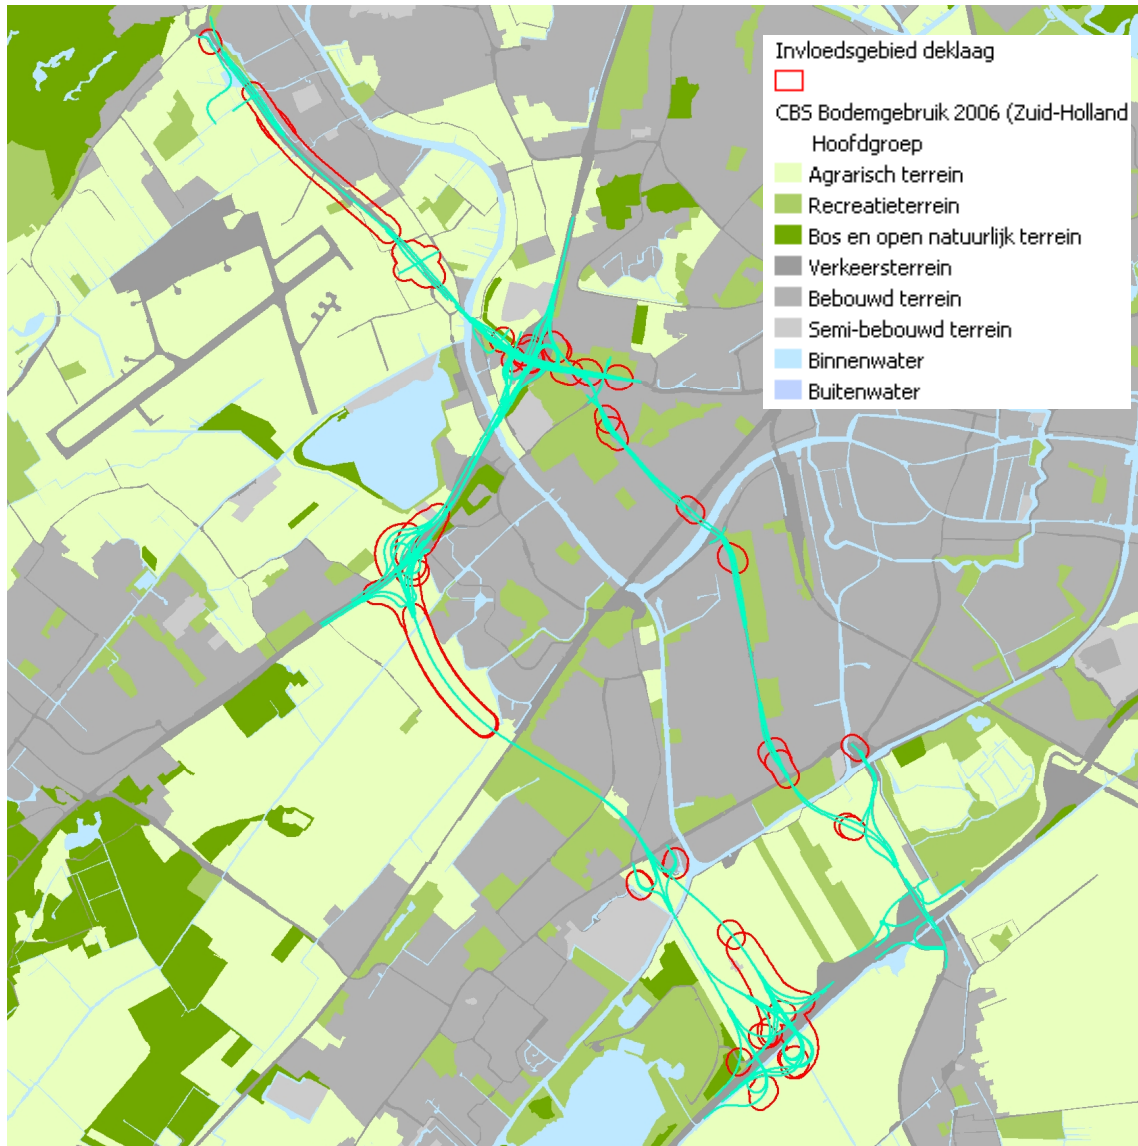 Invloedsgebied deklaag
CBS Bodemgebruik 2006 (Zuid-Holland
Hoofdgroep
Agrarisch terrein
Recreatieterrein
Bos en open natuurlijk terrein
Verkeersterrein
Bebouwd terrein
Semi-bebouwd terrein
Binnenwater
Buitenwater